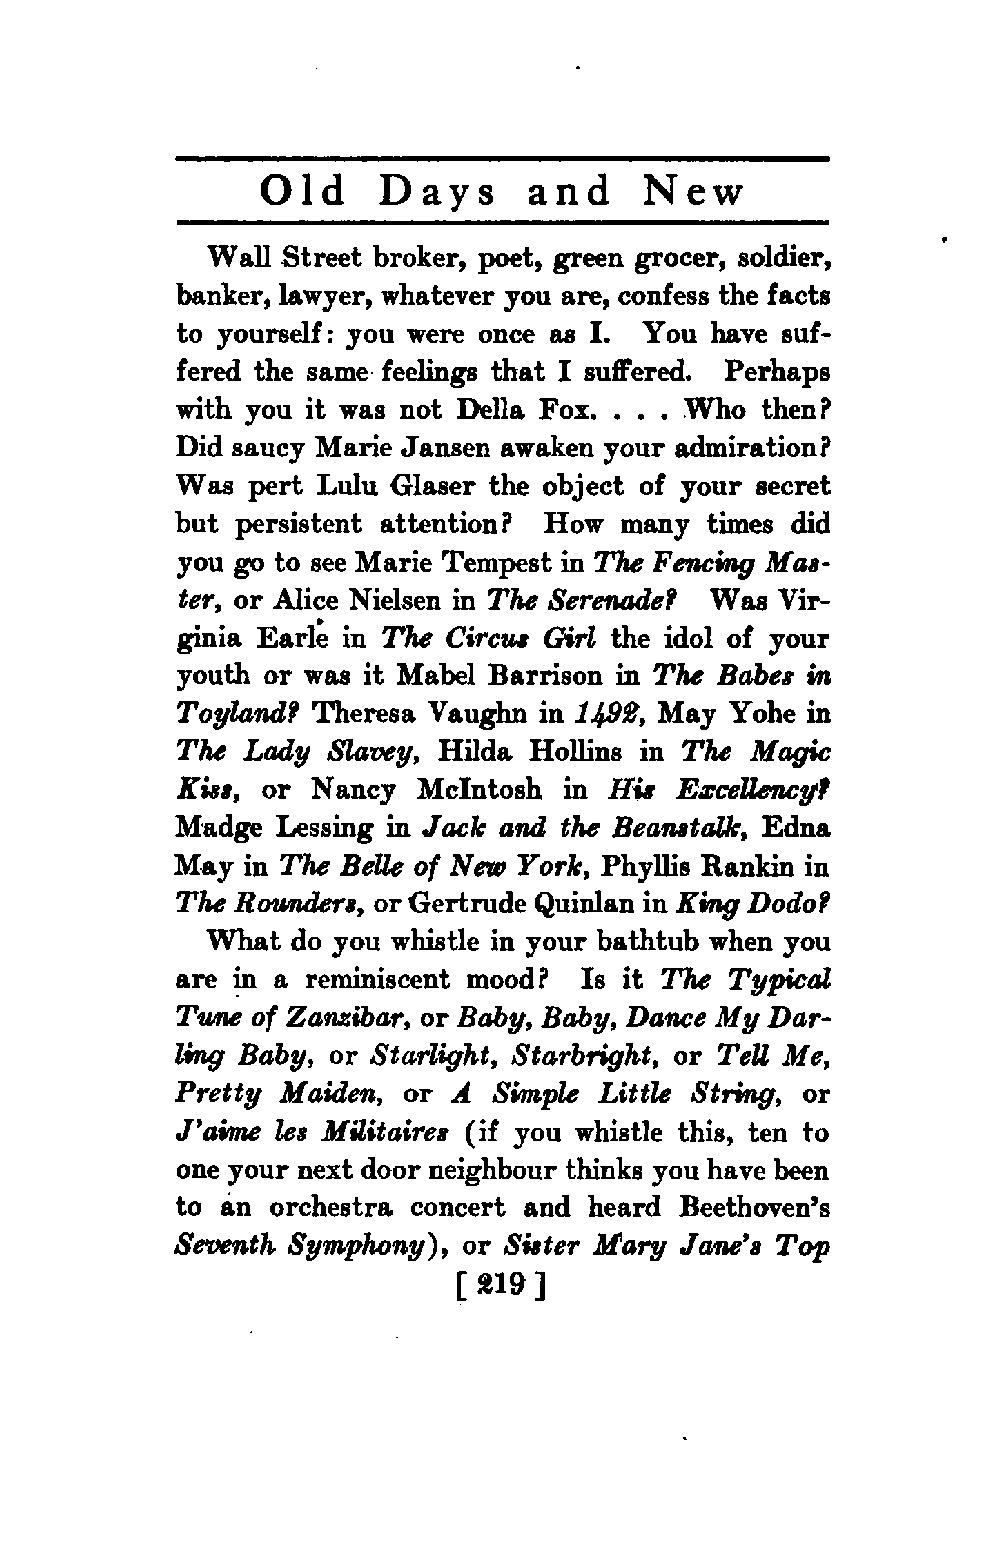 Old Days and New
Wall Street broker, poet, green grocer, soldier,
banker, lawyer, whatever you are, confess the facts
to yourself: you were once as I. You have suf-
fered the same feelings that I suffered. Perhaps
with you it was not Della Fox. . . . Who then?
Did saucy Marie Jansen awaken your admiration?
Was pert Lulu Glaser the object of your secret
but persistent attention? How many times did
you go to see Marie Tempest in The Fencing Mas-
ter, or Alice Nielsen in The Serenade? Was Vir-
ginia Earle in The Circus Girl the idol of your
youth or was it Mabel Barrison in The Babes in
Toyland? Theresa Vaughn in 1492, May Yohe in
The Lady Slavey, Hilda Hollins in The Magic
Kiss, or Nancy McIntosh in His Excellency?
Madge Lessing in Jack and the Beanstalk, Edna
May in The Belle of New York, Phyllis Rankin in
The Rounders, or Gertrude Quinlan in King Dodo?
What do you whistle in your bathtub when you
are in a reminiscent mood? Is it The Typical
Tune of Zanzibar, or Baby, Baby, Dance My Dar-
ling Baby, or Starlight, Starbright, or Tell Me,
Pretty Maiden, or A Simple Little String, or
J'aime les Militaires (if you whistle this, ten to
one your next door neighbour thinks you have been
to an orchestra concert and heard Beethoven's
Seventh Symphony), or Sister Mary Jane's Top
[ 219 ]